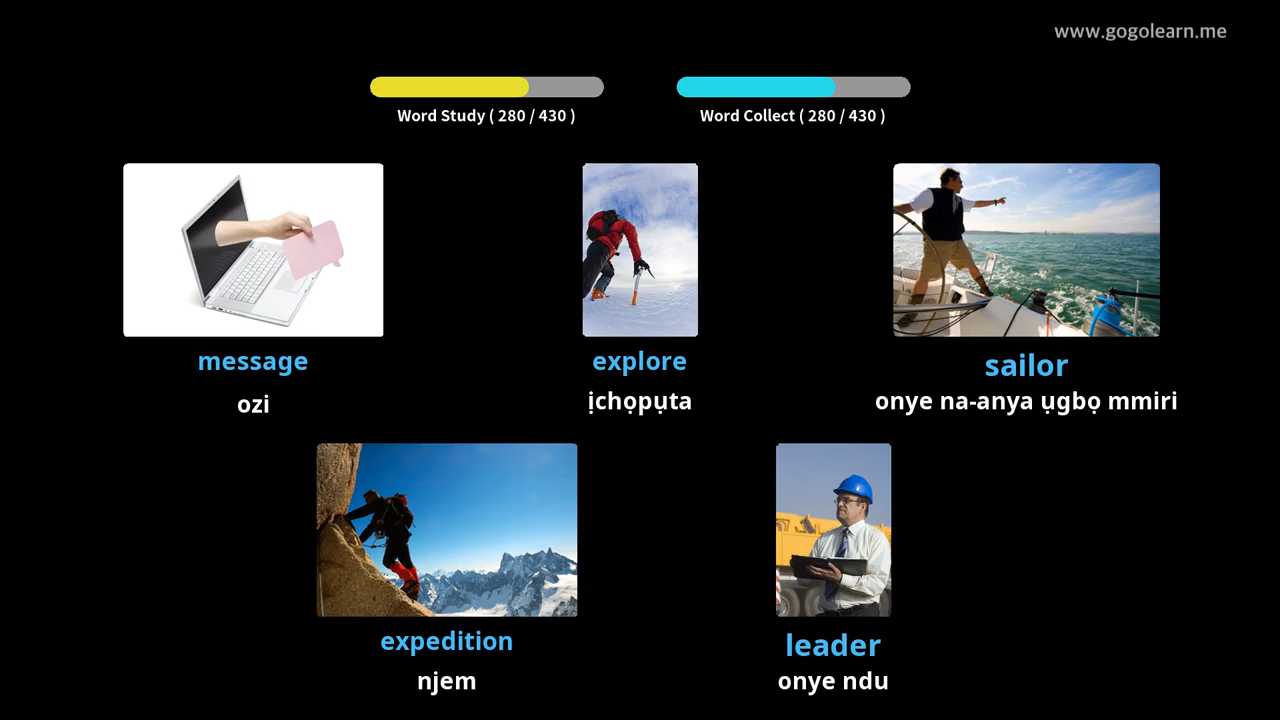 www.gogolearn.me
Word Study ( 280 / 430 )
Word Collect ( 280 / 430 )
message
ozi
explore
ịchọpụta
sailor
onye na-anya ụgbọ mmiri
expedition
njem
leader
onye ndu